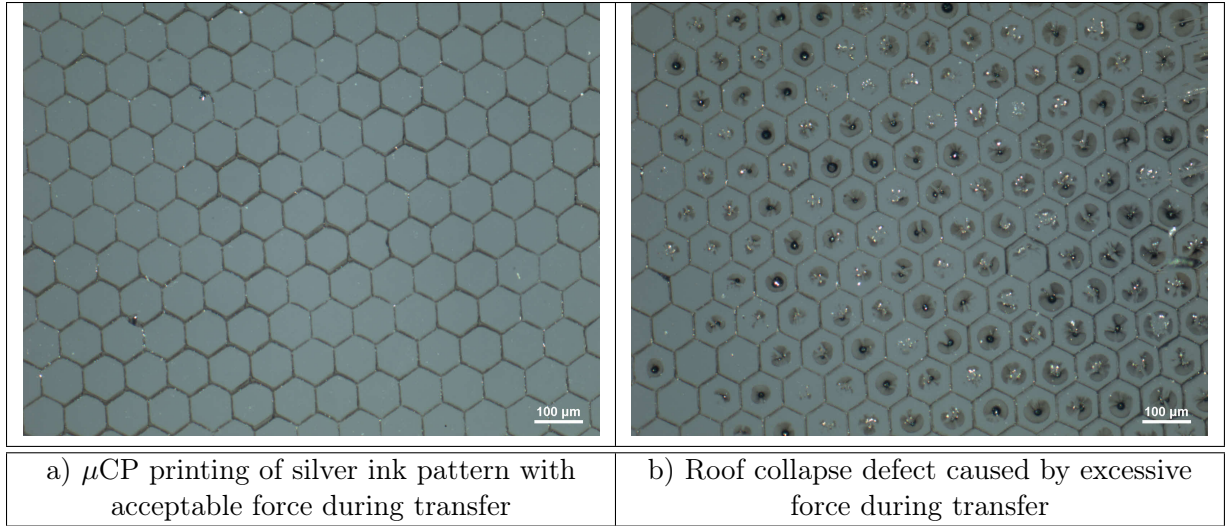 100 µm
100 µm
a) µCP printing of silver ink pattern with
acceptable force during transfer
b) Roof collapse defect caused by excessive
force during transfer